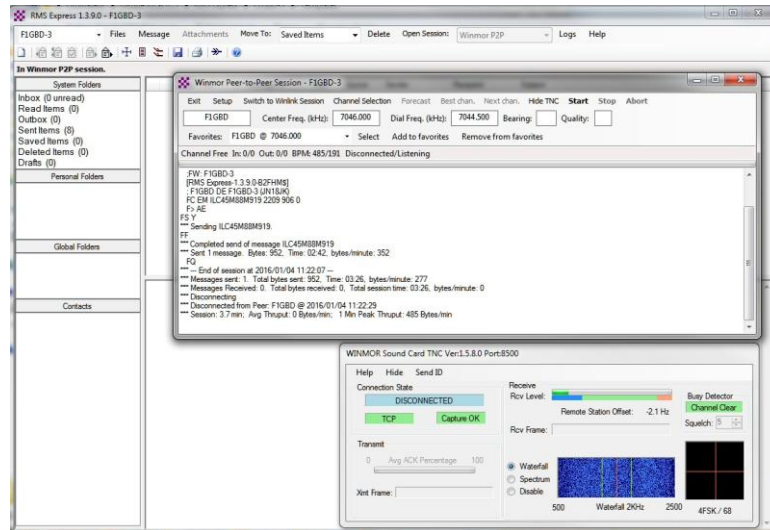 RMS Express 1.3.9.0 - F1GBD-3
F1GBD-3 Files Message Attachments Move To: Saved Items Delete Open Session: Winmor P2P Logs Help
In Winmor P2P session.
System Folders
Inbox (0 unread)
Read Items (0)
Outbox (0)
Sent Items (8)
Saved Items (0)
Deleted Items (0)
Drafts (0)
Personal Folders
Global Folders
Contacts
Winmor Peer-to-Peer Session - F1GBD-3
Exit Setup Switch to Winlink Session Channel Selection Forecast Best chan. Next chan. Hide TNC Start Stop Abort
F1GBD Center Freq. (kHz): 7046.000 Dial Freq. (kHz): 7044.500 Bearing: Quality:
Favorites: F1GBD @ 7046.000 Select Add to favorites Remove from favorites
Channel Free In: 0/0 Out: 0/0 BPM: 485/191 Disconnected/Listening
;FW: F1GBD-3
[RMS Express-1.3.9.0-B2FHM$]
; F1GBD DE F1GBD-3 (JN18JK)
FC EM ILC45M88M919 2209 906 0
F> AE
FS Y
*** Sending ILC45M88M919.
FF
*** Completed send of message ILC45M88M919
*** Sent 1 message. Bytes: 952, Time: 02:42, bytes/minute: 352
FQ
*** --- End of session at 2016/01/04 11:22:07 ---
*** Messages sent: 1. Total bytes sent: 952, Time: 03:26, bytes/minute: 277
*** Messages Received: 0. Total bytes received: 0, Total session time: 03:26, bytes/minute: 0
*** Disconnecting
*** Disconnected from Peer: F1GBD @ 2016/01/04 11:22:29
*** Session: 3.7 min; Avg Thruput: 0 Bytes/min; 1 Min Peak Thruput: 485 Bytes/min
WINMOR Sound Card TNC Ver:1.5.8.0 Port:8500
Help Hide Send ID
Connection State
DISCONNECTED
TCP Capture OK
Transmit
0 Avg ACK Percentage 100
Xmt Frame:
Receive
Rcv Level:
Remote Station Offset: -2.1 Hz
Rcv Frame:
Busy Detector
Channel Clear
Squelch: 5
Waterfall
Spectrum
Disable
500 Waterfall 2KHz 2500
4FSK / 68